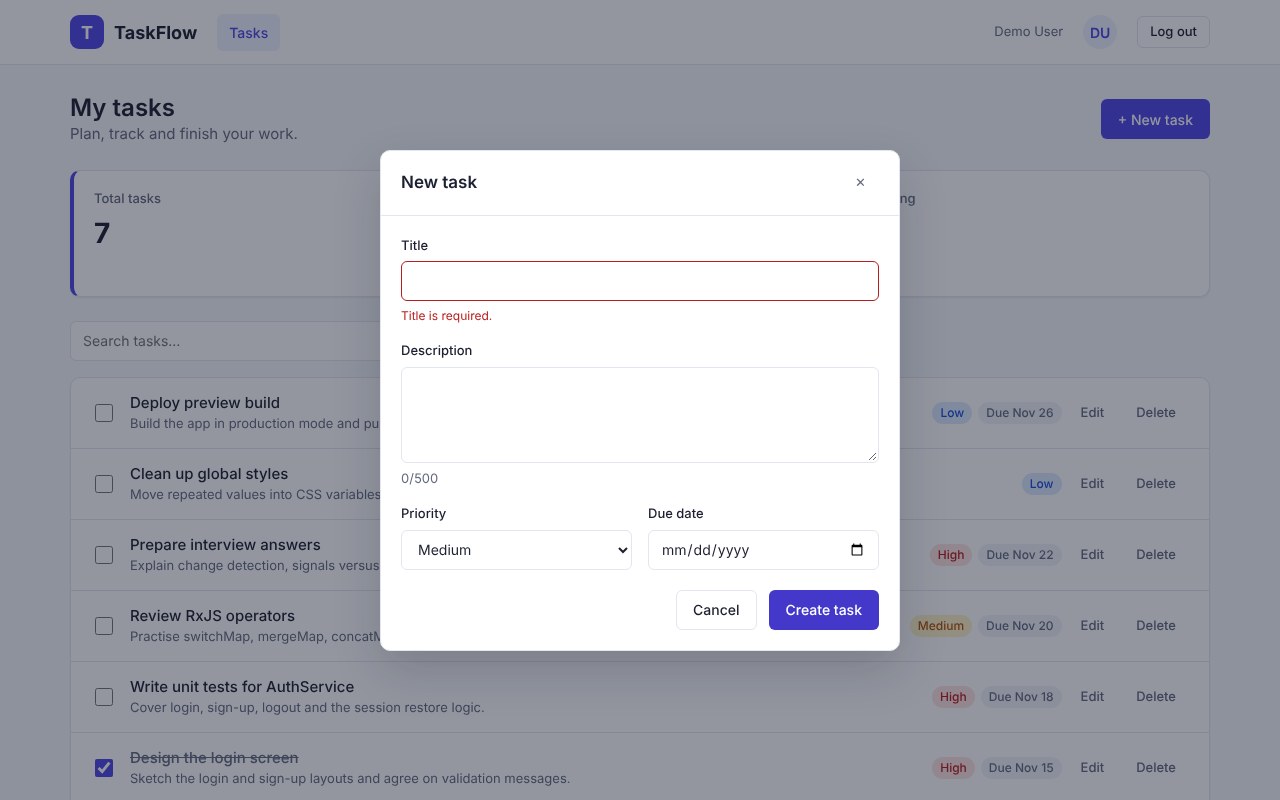 T TaskFlow Tasks Demo User DU Log out
My tasks
Plan, track and finish your work.
+ New task
Total tasks
7
ng
Search tasks...
New task ×
Title
Title is required.
Description
0/500
Priority Due date
Medium mm/dd/yyyy
Cancel Create task
Deploy preview build
Build the app in production mode and pu
Low Due Nov 26 Edit Delete
Clean up global styles
Move repeated values into CSS variables
Low Edit Delete
Prepare interview answers
Explain change detection, signals versus
High Due Nov 22 Edit Delete
Review RxJS operators
Practise switchMap, mergeMap, concatM
Medium Due Nov 20 Edit Delete
Write unit tests for AuthService
Cover login, sign-up, logout and the session restore logic.
High Due Nov 18 Edit Delete
Design the login screen
Sketch the login and sign-up layouts and agree on validation messages.
High Due Nov 15 Edit Delete